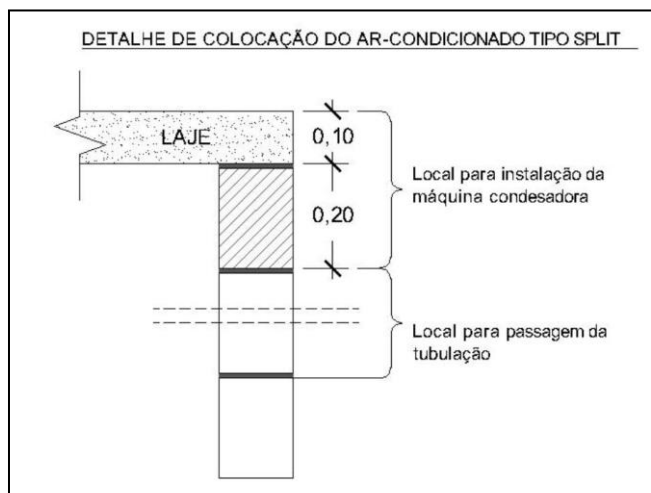 DETALHE DE COLOCAÇÃO DO AR-CONDICIONADO TIPO SPLIT
LAJE
0,10
Local para instalação da
máquina condesadora
0,20
Local para passagem da
tubulação